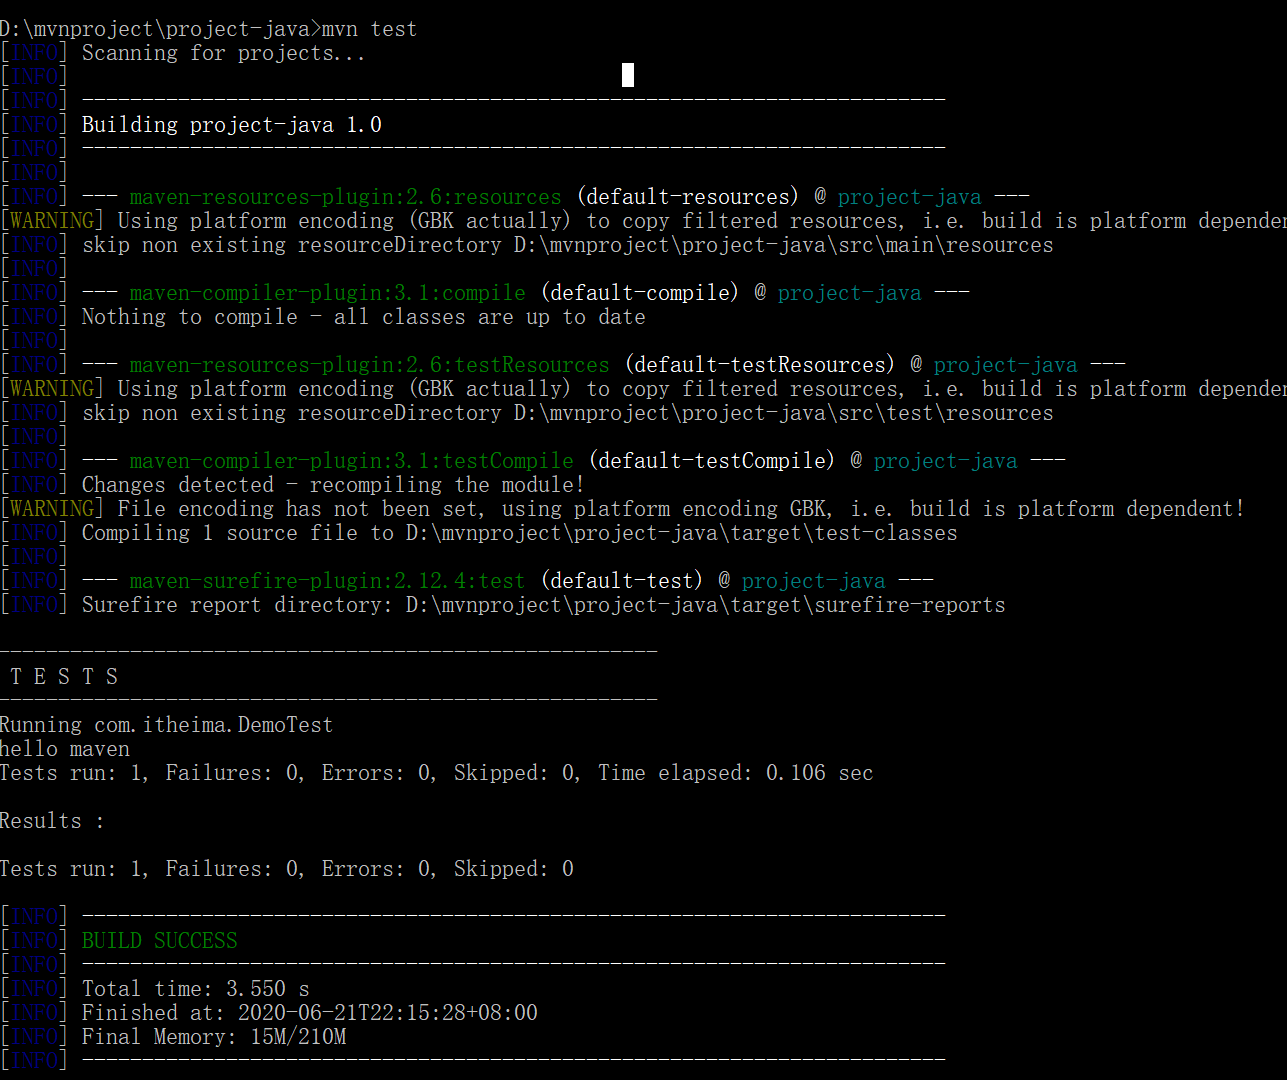 D:\mvnproject\project-java>mvn test
[INFO] Scanning for projects...
[INFO]
[INFO] ------------------------------------------------------------------------
[INFO] Building project-java 1.0
[INFO] ------------------------------------------------------------------------
[INFO]
[INFO] --- maven-resources-plugin:2.6:resources (default-resources) @ project-java ---
[WARNING] Using platform encoding (GBK actually) to copy filtered resources, i.e. build is platform dependen
[INFO] skip non existing resourceDirectory D:\mvnproject\project-java\src\main\resources
[INFO]
[INFO] --- maven-compiler-plugin:3.1:compile (default-compile) @ project-java ---
[INFO] Nothing to compile - all classes are up to date
[INFO]
[INFO] --- maven-resources-plugin:2.6:testResources (default-testResources) @ project-java ---
[WARNING] Using platform encoding (GBK actually) to copy filtered resources, i.e. build is platform dependen
[INFO] skip non existing resourceDirectory D:\mvnproject\project-java\src\test\resources
[INFO]
[INFO] --- maven-compiler-plugin:3.1:testCompile (default-testCompile) @ project-java ---
[INFO] Changes detected - recompiling the module!
[WARNING] File encoding has not been set, using platform encoding GBK, i.e. build is platform dependent!
[INFO] Compiling 1 source file to D:\mvnproject\project-java\target\test-classes
[INFO]
[INFO] --- maven-surefire-plugin:2.12.4:test (default-test) @ project-java ---
[INFO] Surefire report directory: D:\mvnproject\project-java\target\surefire-reports
-------------------------------------------------------
T E S T S
-------------------------------------------------------
Running com.itheima.DemoTest
hello maven
Tests run: 1, Failures: 0, Errors: 0, Skipped: 0, Time elapsed: 0.106 sec
Results :
Tests run: 1, Failures: 0, Errors: 0, Skipped: 0
[INFO] ------------------------------------------------------------------------
[INFO] BUILD SUCCESS
[INFO] ------------------------------------------------------------------------
[INFO] Total time: 3.550 s
[INFO] Finished at: 2020-06-21T22:15:28+08:00
[INFO] Final Memory: 15M/210M
[INFO] ------------------------------------------------------------------------